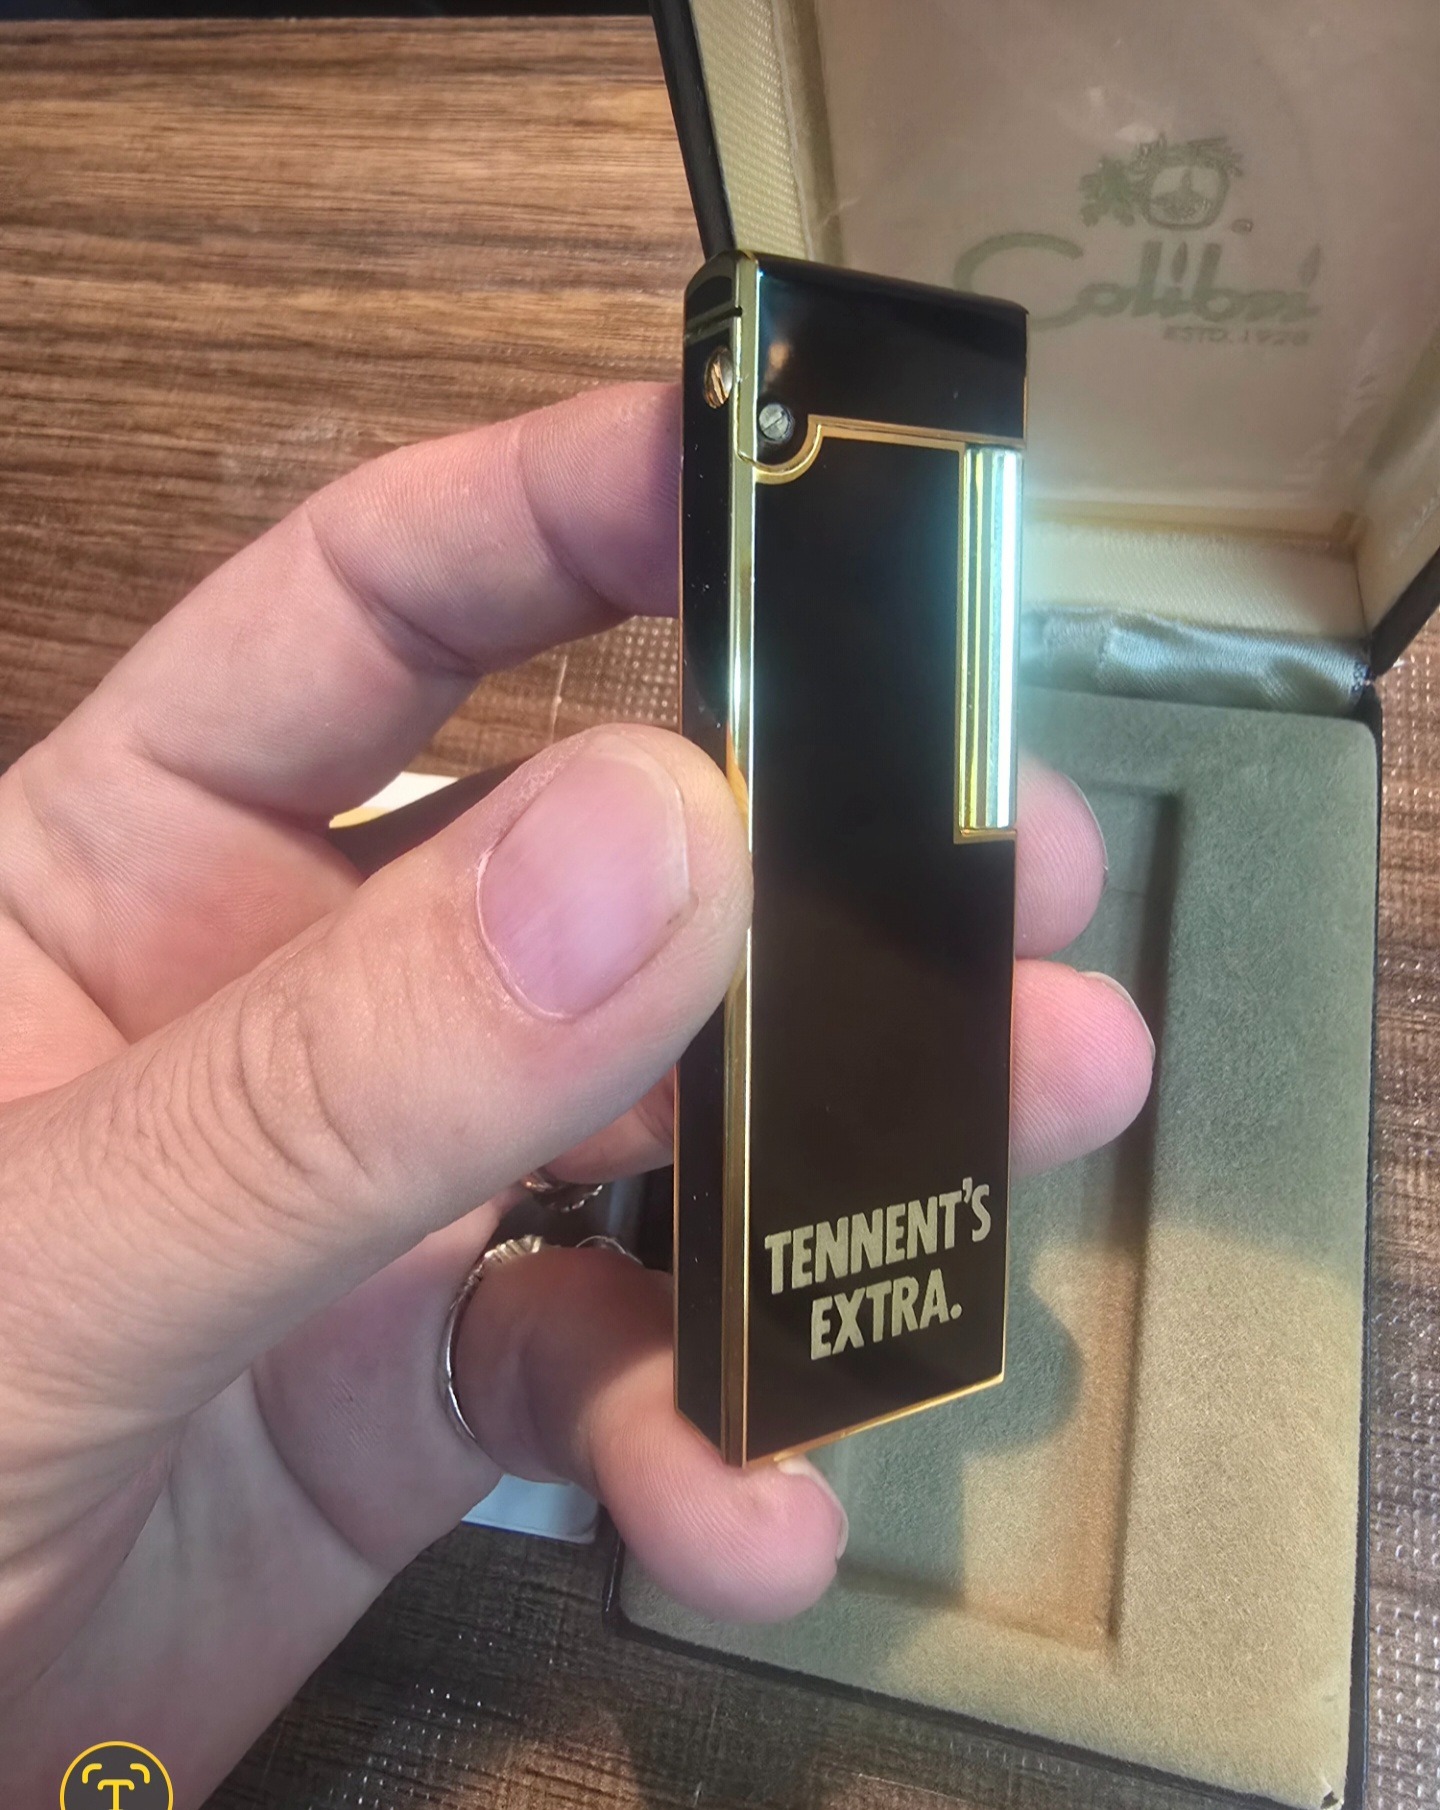 Colibri
ESTD. 1928
TENNENT'S
EXTRA.
T